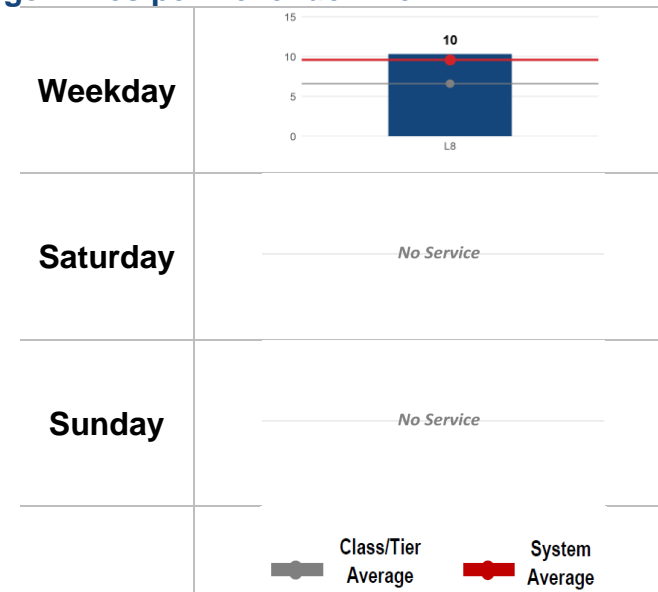 Weekday
15
10
5
0
10
L8
Saturday
No Service
Sunday
No Service
Class/Tier
Average
System
Average